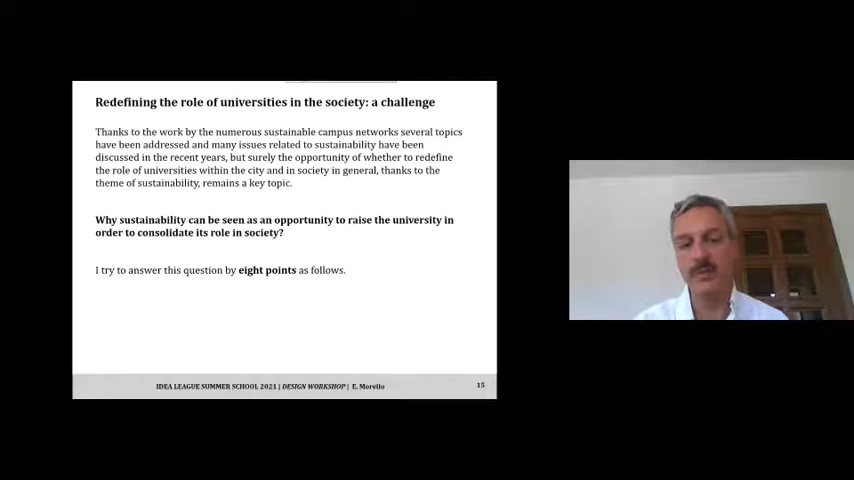 Redefining the role of universities in the society: a challenge
Thanks to the work by the numerous sustainable campus networks several topics
have been addressed and many issues related to sustainability have been
discussed in the recent years, but surely the opportunity of whether to redefine
the role of universities within the city and in society in general, thanks to the
theme of sustainability, remains a key topic.
Why sustainability can be seen as an opportunity to raise the university in
order to consolidate its role in society?
I try to answer this question by eight points as follows.
IDEA LEAGUE SUMMER SCHOOL 2021 | DESIGN WORKSHOP | E. Morello
15